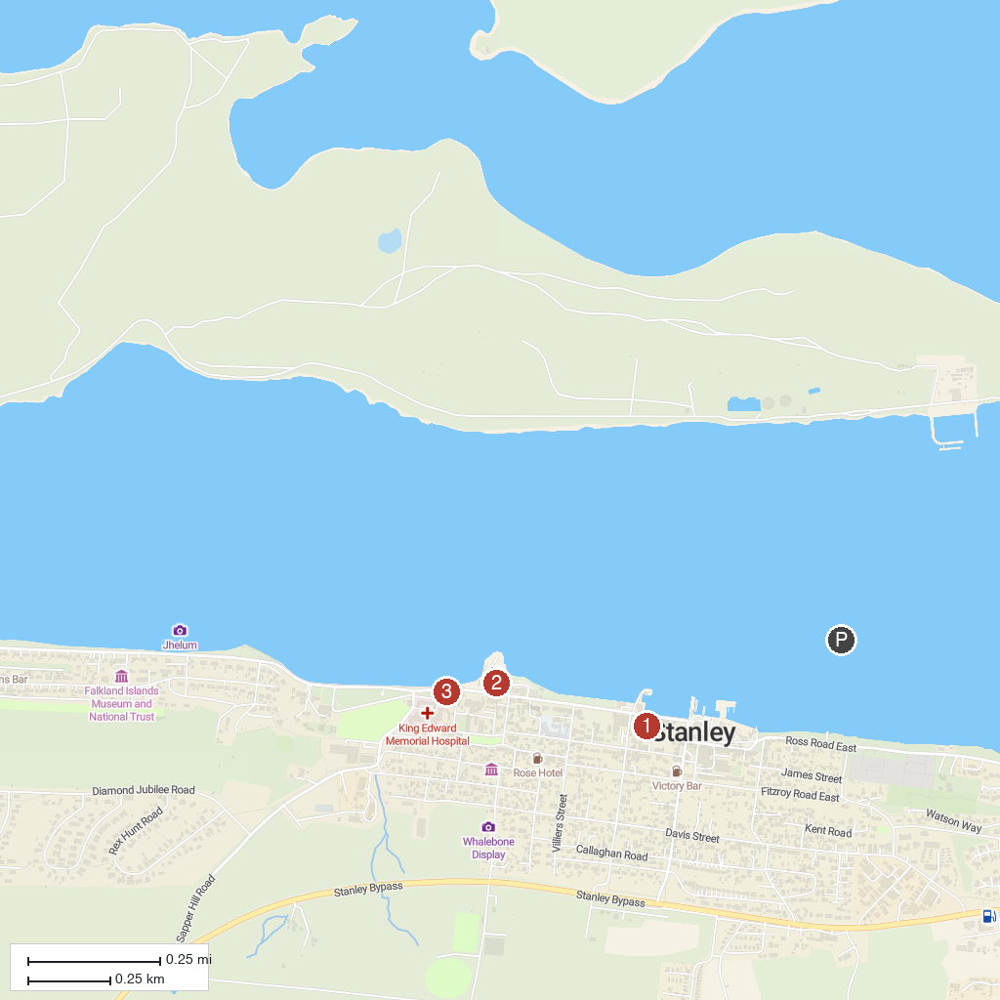 Jhelum
P
ns Bar
Falkland Islands
Museum and
National Trust
3
2
King Edward
Memorial Hospital
1
Stanley
Ross Road East
Rose Hotel
James Street
Victory Bar
Diamond Jubilee Road
Fitzroy Road East
Rex Hunt Road
Villiers Street
Watson Way
Kent Road
Davis Street
Whalebone
Display
Callaghan Road
Sapper Hill Road
Stanley Bypass
Stanley Bypass
0.25 mi
0.25 km